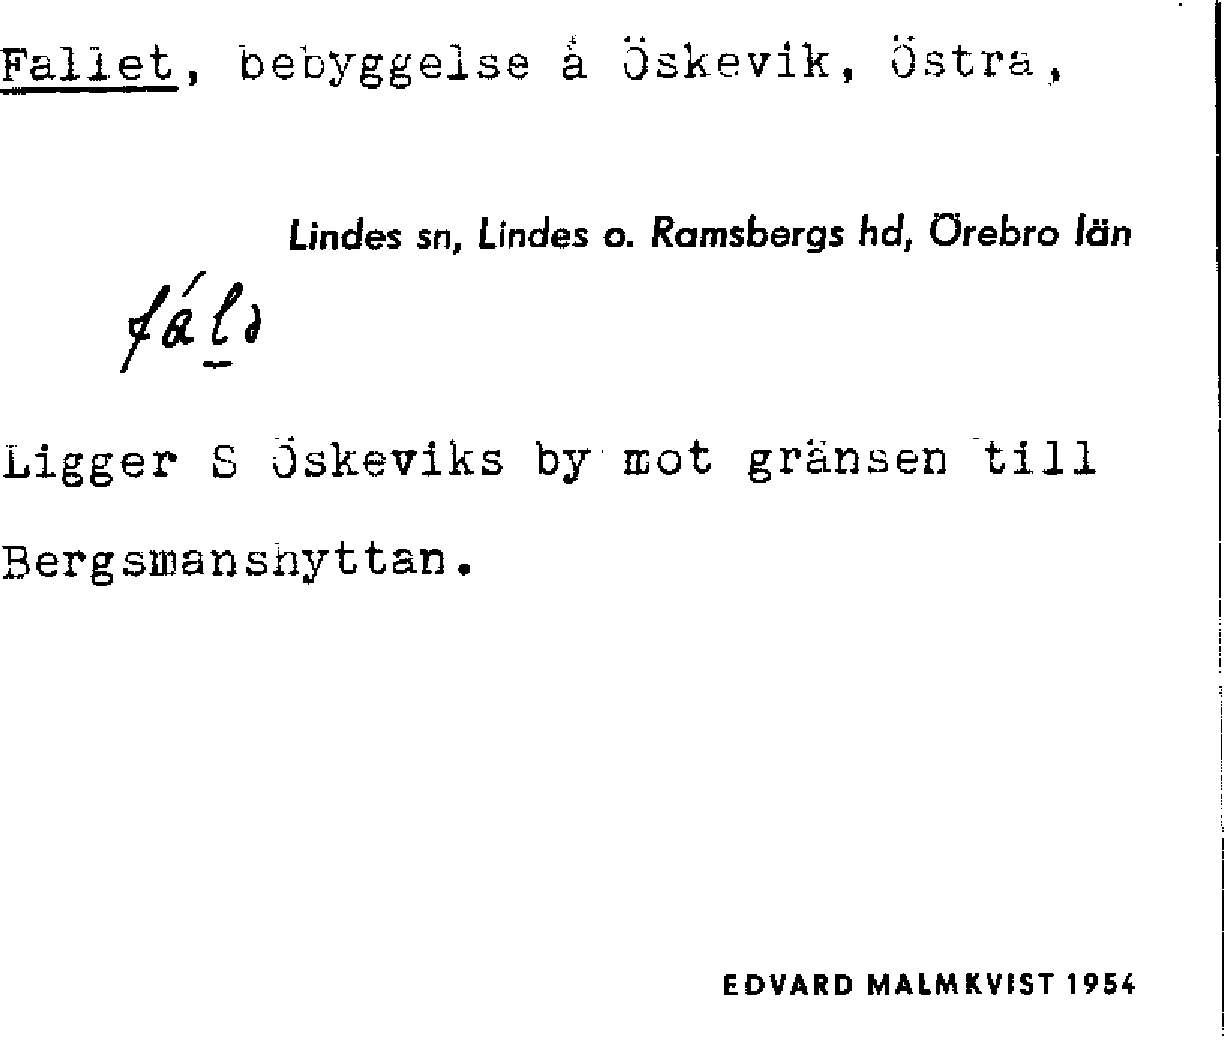 Fallet, bebyggelse å Öskevik, Östra,
Lindes sn, Lindes o. Ramsbergs hd, Örebro län
Ligger S Öskeviks by mot gränsen till
Bergsmanshyttan.
EDVARD MALMKVIST 1954